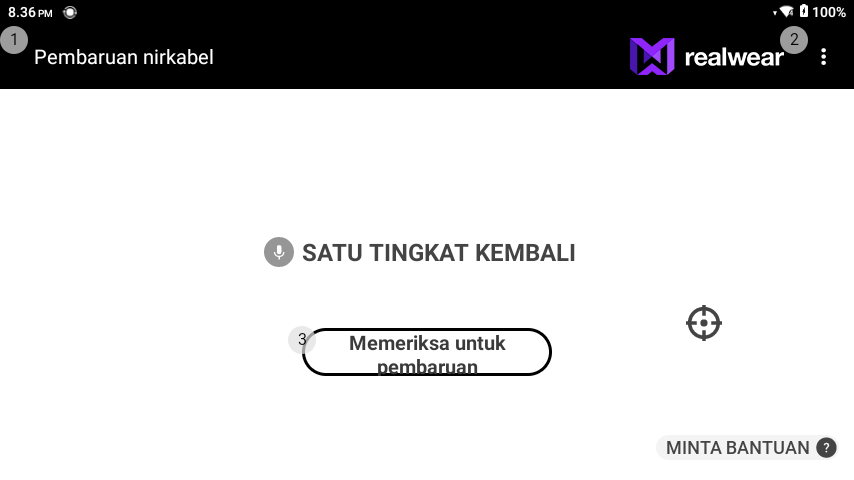 8.36 PM
100%
1
Pembaruan nirkabel
realwear
2
SATU TINGKAT KEMBALI
3
Memeriksa untuk
pembaruan
MINTA BANTUAN ?